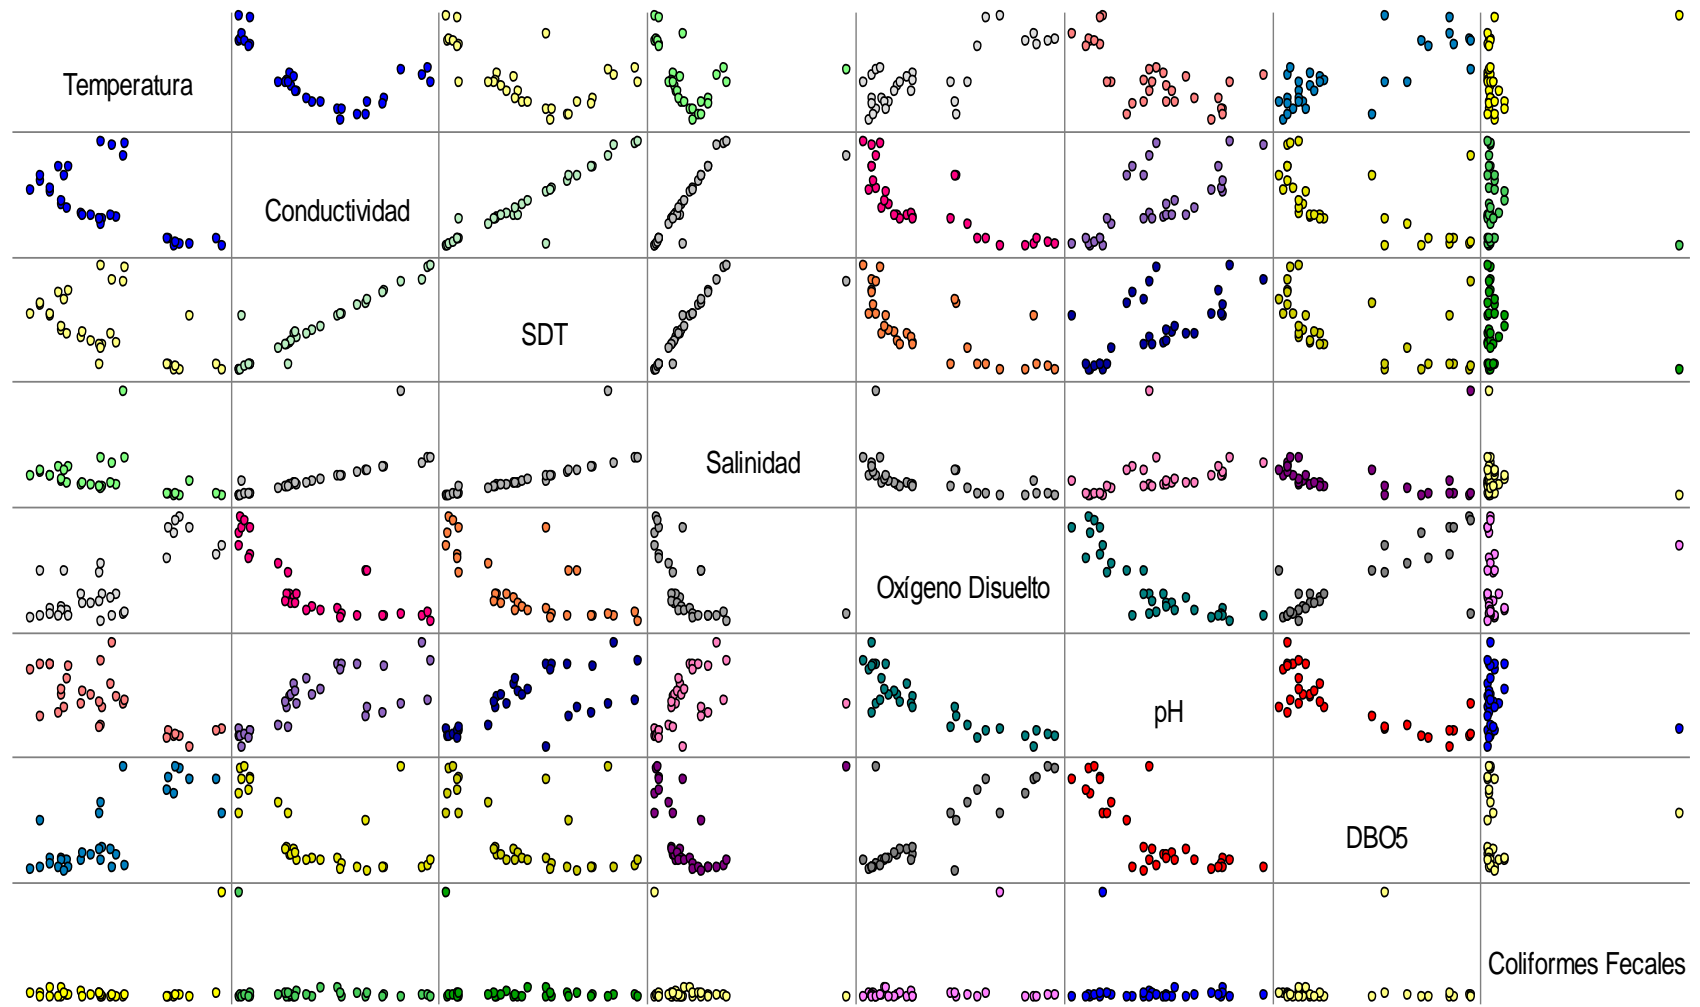 Temperatura
Conductividad
SDT
Salinidad
Oxígeno Disuelto
pH
DBO5
Coliformes Fecales